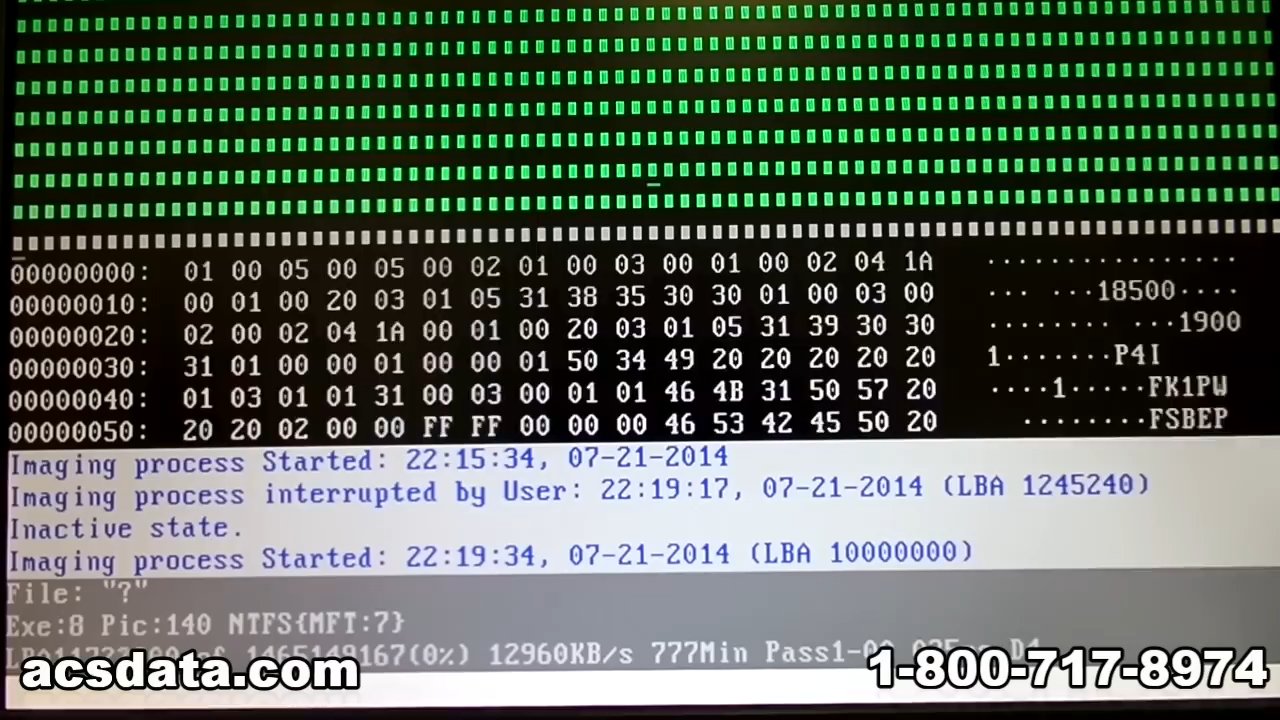 00000000: 01 00 05 00 05 00 02 01 00 03 00 01 00 02 04 1A ················
00000010: 00 01 00 20 03 01 05 31 38 35 30 30 01 00 03 00 ··· ···18500····
00000020: 02 00 02 04 1A 00 01 00 20 03 01 05 31 39 30 30 ········ ···1900
00000030: 31 01 00 00 01 00 00 01 50 34 49 20 20 20 20 20 1·······P4I
00000040: 01 03 01 01 31 00 03 00 01 01 46 4B 31 50 57 20 ····1·····FK1PW
00000050: 20 20 02 00 00 FF FF 00 00 00 46 53 42 45 50 20 ········FSBEP
Imaging process Started: 22:15:34, 07-21-2014
Imaging process interrupted by User: 22:19:17, 07-21-2014 (LBA 1245240)
Inactive state.
Imaging process Started: 22:19:34, 07-21-2014 (LBA 10000000)
File: "?"
Exe:8 Pic:140 NTFS{MFT:7}
1465149167(0%) 12960KB/s 777Min
acsdata.com
1-800-717-8974